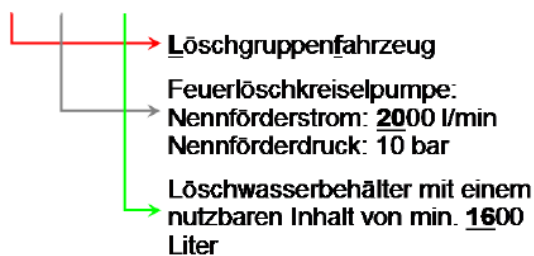 Löschgruppenfahrzeug
Feuerlöschkreiselpumpe:
Nennförderstrom: 2000 l/min
Nennförderdruck: 10 bar
Löschwasserbehälter mit einem
nutzbaren Inhalt von min. 1600
Liter